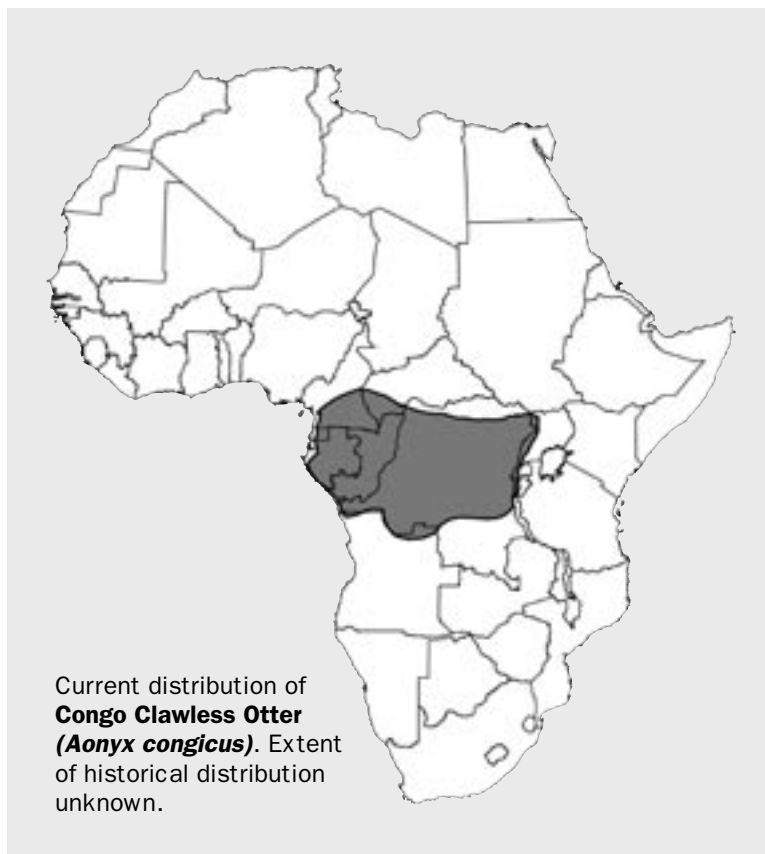 Current distribution of
Congo Clawless Otter
(Aonyx congicus). Extent
of historical distribution
unknown.